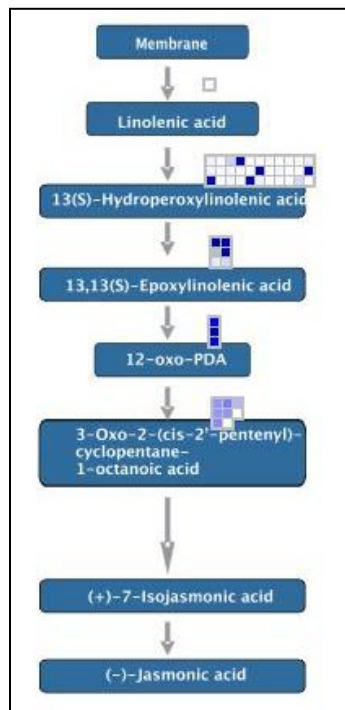 Membrane
Linolenic acid
13(S)-Hydroperoxylinolenic acid
13,13(S)-Epoxylinolenic acid
12-oxo-PDA
3-Oxo-2-(cis-2'-pentenyl)-
cyclopentane-
1-octanoic acid
(+)-7-Isojasmonic acid
(-)-Jasmonic acid